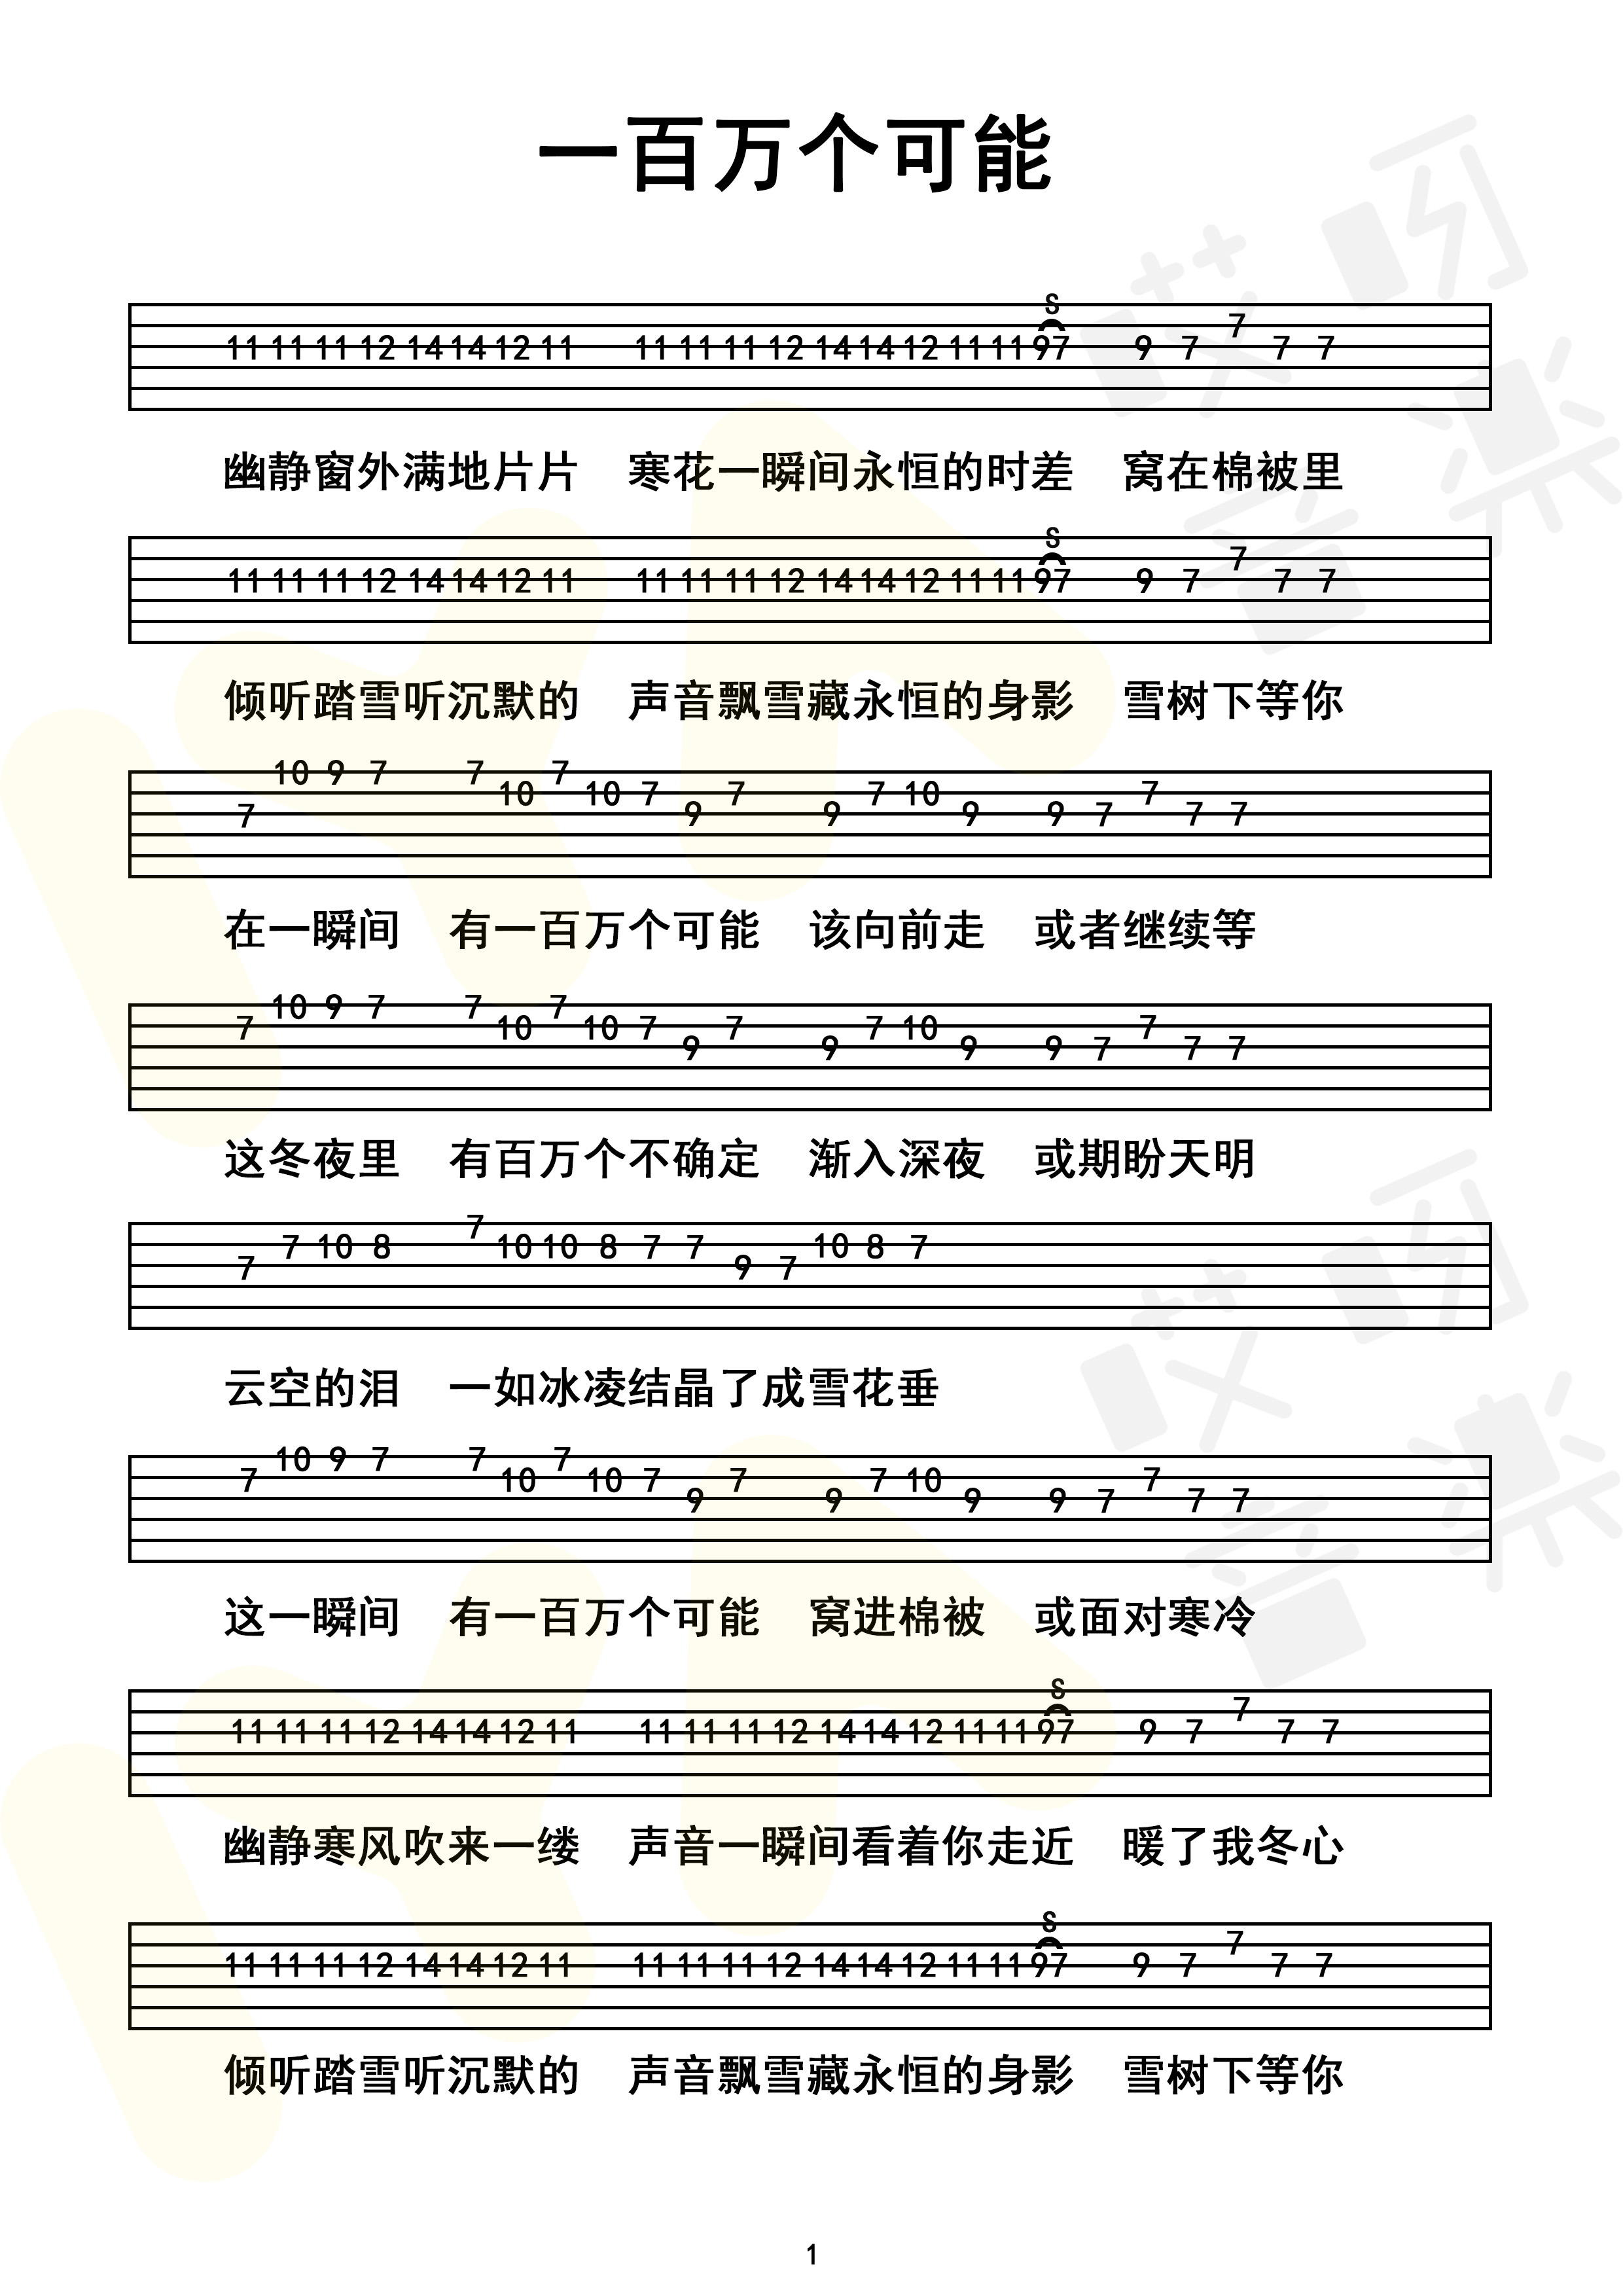 一百万个可能
S
11 11 11 12 14 14 12 11 11 11 11 12 14 14 12 11 11 97 9 7 7 7 7
幽静窗外满地片片 寒花一瞬间永恒的时差 窝在棉被里
S
11 11 11 12 14 14 12 11 11 11 11 12 14 14 12 11 11 97 9 7 7 7 7
倾听踏雪听沉默的 声音飘雪藏永恒的身影 雪树下等你
7 10 9 7 7 10 7 10 7 9 7 9 7 10 9 9 7 7 7 7
在一瞬间 有一百万个可能 该向前走 或者继续等
7 10 9 7 7 10 7 10 7 9 7 9 7 10 9 9 7 7 7 7
这冬夜里 有百万个不确定 渐入深夜 或期盼天明
7 7 10 8 7 10 10 8 7 7 9 7 10 8 7
云空的泪 一如冰凌结晶了成雪花垂
7 10 9 7 7 10 7 10 7 9 7 9 7 10 9 9 7 7 7 7
这一瞬间 有一百万个可能 窝进棉被 或面对寒冷
S
11 11 11 12 14 14 12 11 11 11 11 12 14 14 12 11 11 97 9 7 7 7 7
幽静寒风吹来一缕 声音一瞬间看着你走近 暖了我冬心
S
11 11 11 12 14 14 12 11 11 11 11 12 14 14 12 11 11 97 9 7 7 7 7
倾听踏雪听沉默的 声音飘雪藏永恒的身影 雪树下等你
1